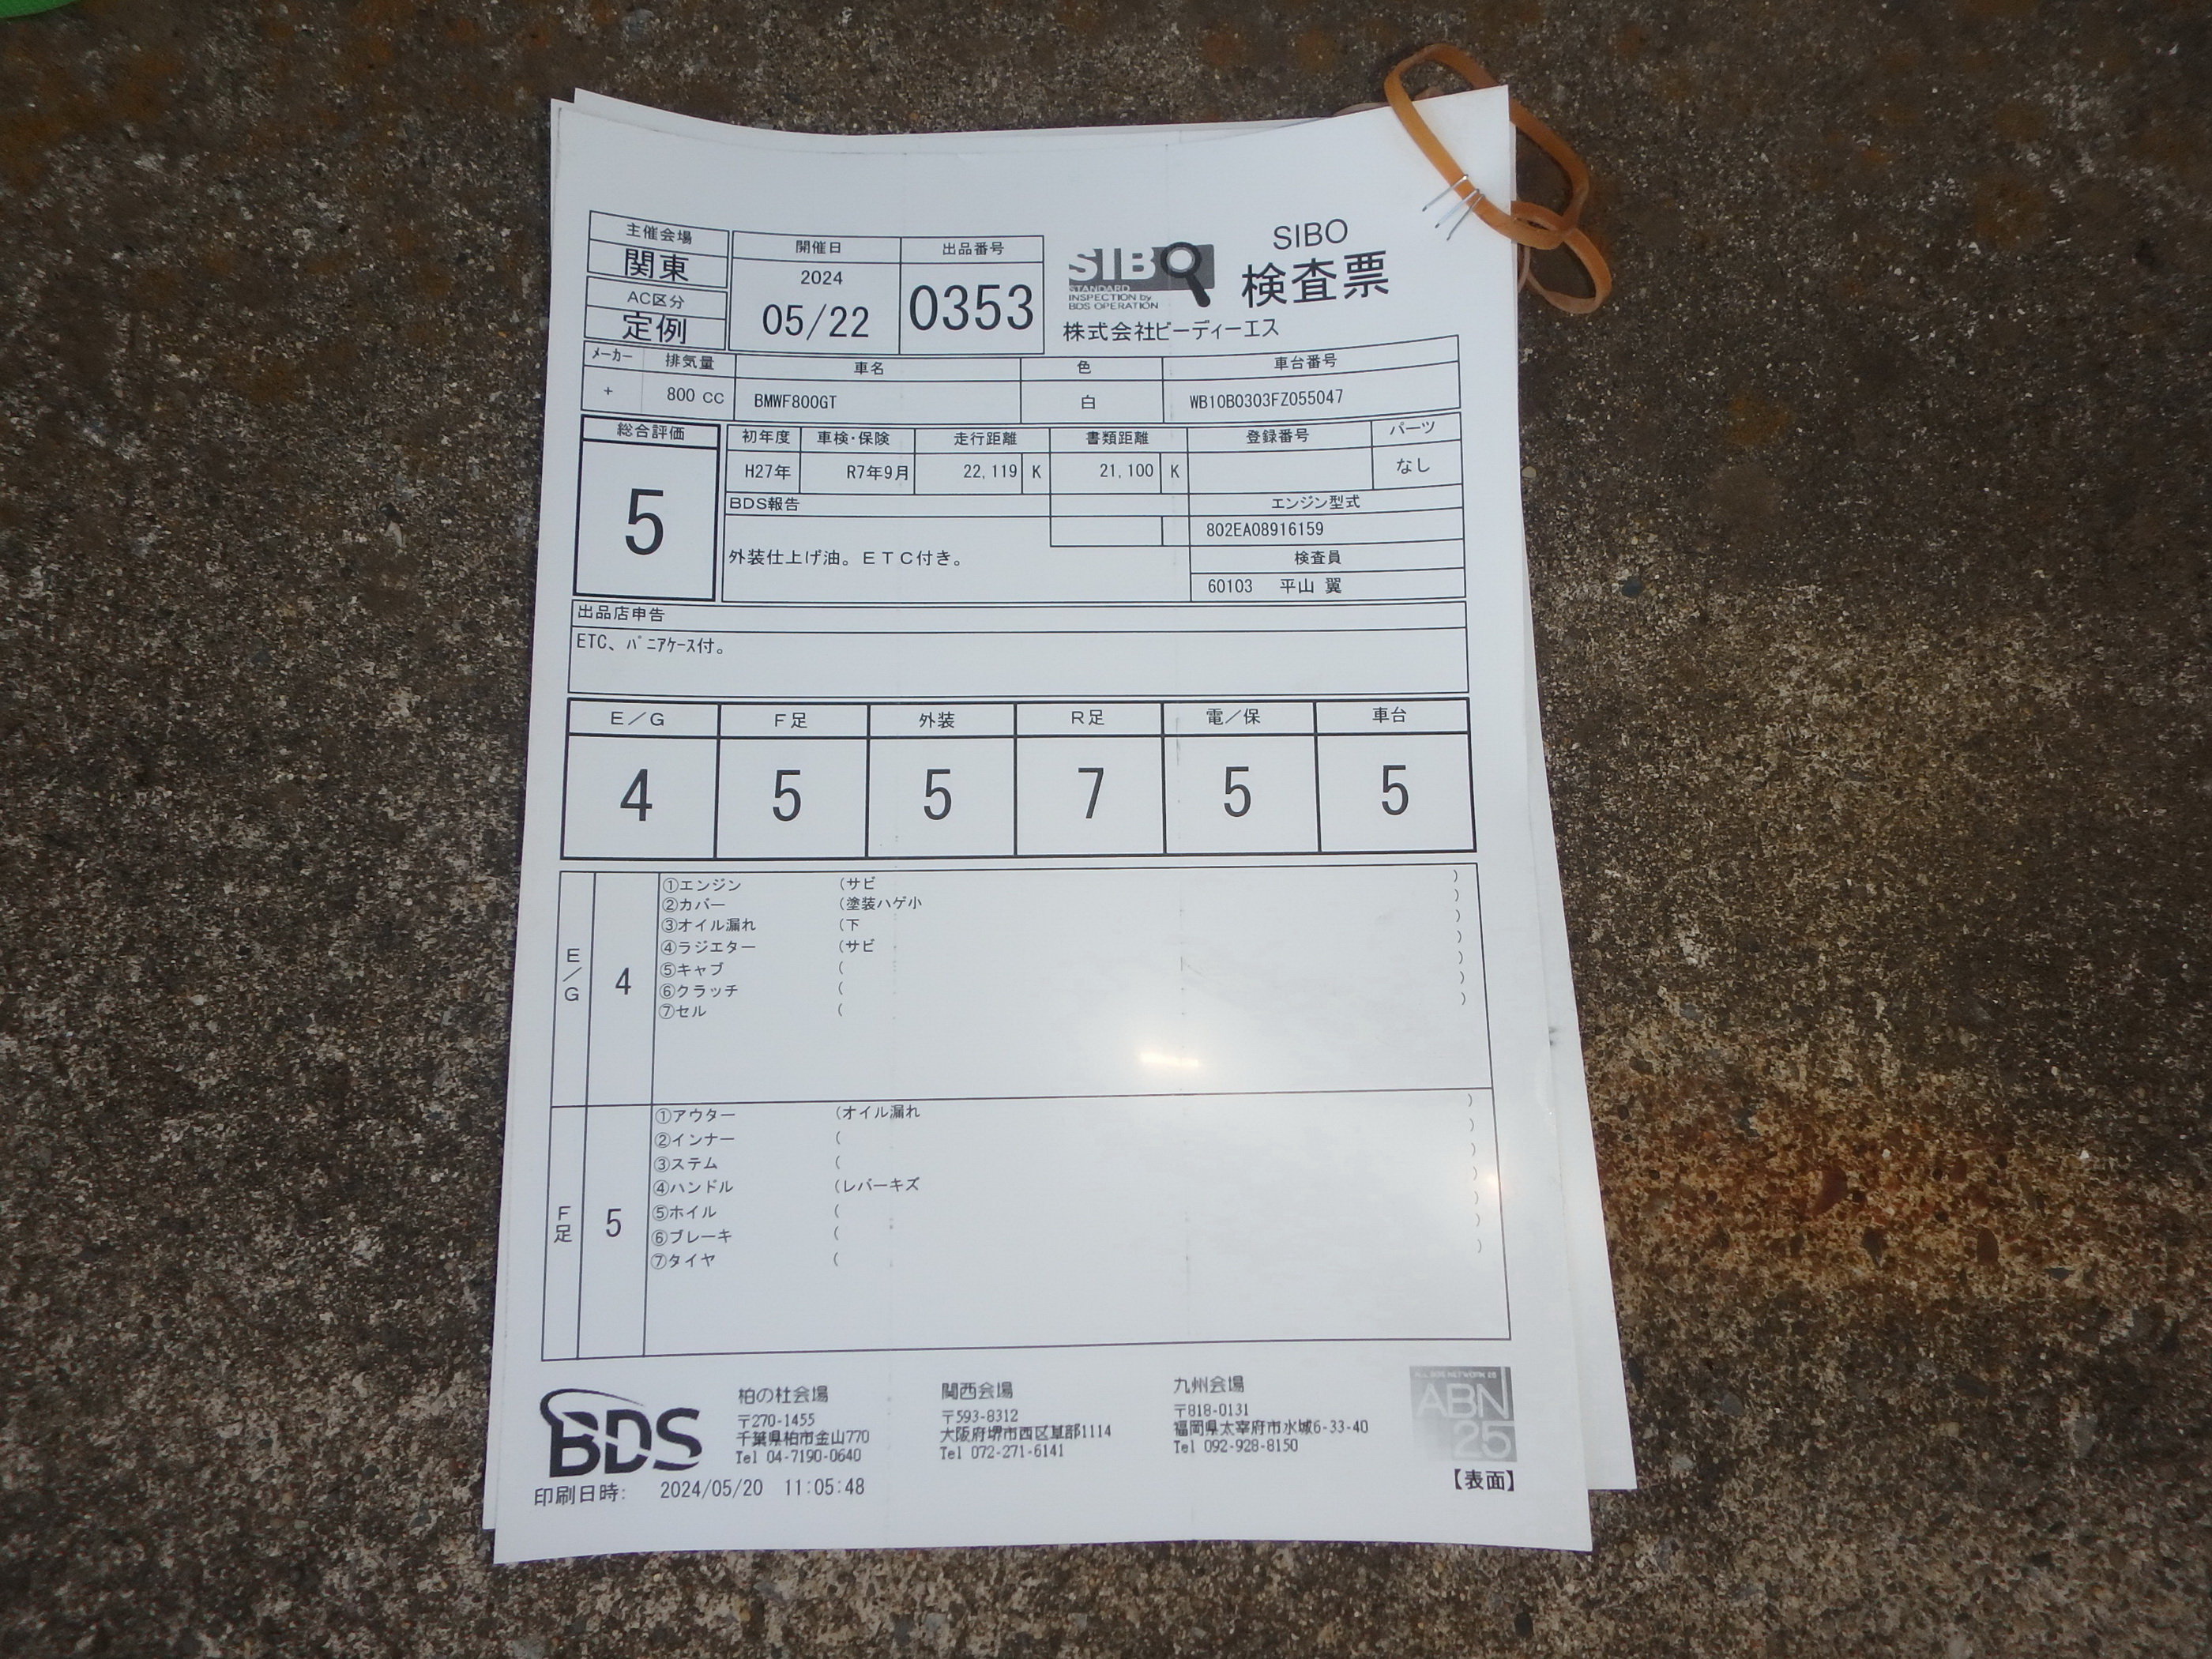 主催会場
関東
AC区分
定例
開催日
2024
05/22
出品番号
0353
SIBO
STANDARD
INSPECTION by
BDS OPERATION
SIBO
検査票
株式会社ビーディーエス
メーカー 排気量 車名 色 車台番号
+ 800 CC BMWF800GT 白 WB10B0303FZ055047
総合評価
5
初年度 車検・保険 走行距離 書類距離 登録番号 パーツ
H27年 R7年9月 22,119 K 21,100 K なし
BDS報告 エンジン型式
802EA08916159
外装仕上げ油。ETC付き。
検査員
60103 平山 翼
出品店申告
ETC、パニアケース付。
E/G F足 外装 R足 電/保 車台
4 5 5 7 5 5
E/G
4
①エンジン (サビ )
②カバー (塗装ハゲ小 )
③オイル漏れ (下 )
④ラジエター (サビ )
⑤キャブ ( )
⑥クラッチ ( )
⑦セル ( )
F足
5
①アウター (オイル漏れ )
②インナー ( )
③ステム ( )
④ハンドル (レバーキズ )
⑤ホイル ( )
⑥ブレーキ ( )
⑦タイヤ ( )
BDS
柏の杜会場
〒270-1455
千葉県柏市金山770
Tel 04-7190-0640
関西会場
〒593-8312
大阪府堺市西区草部1114
Tel 072-271-6141
九州会場
〒818-0131
福岡県太宰府市水城6-33-40
Tel 092-928-8150
ABN
25
印刷日時: 2024/05/20 11:05:48
【表面】